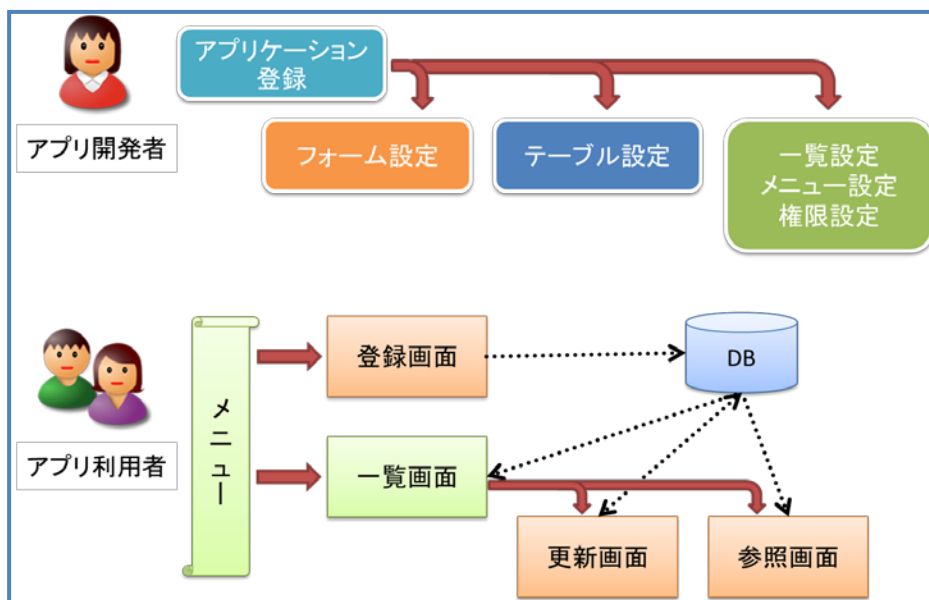 アプリケーション
登録
アプリ開発者
フォーム設定
テーブル設定
一覧設定
メニュー設定
権限設定
メニュー
登録画面
DB
アプリ利用者
一覧画面
更新画面
参照画面